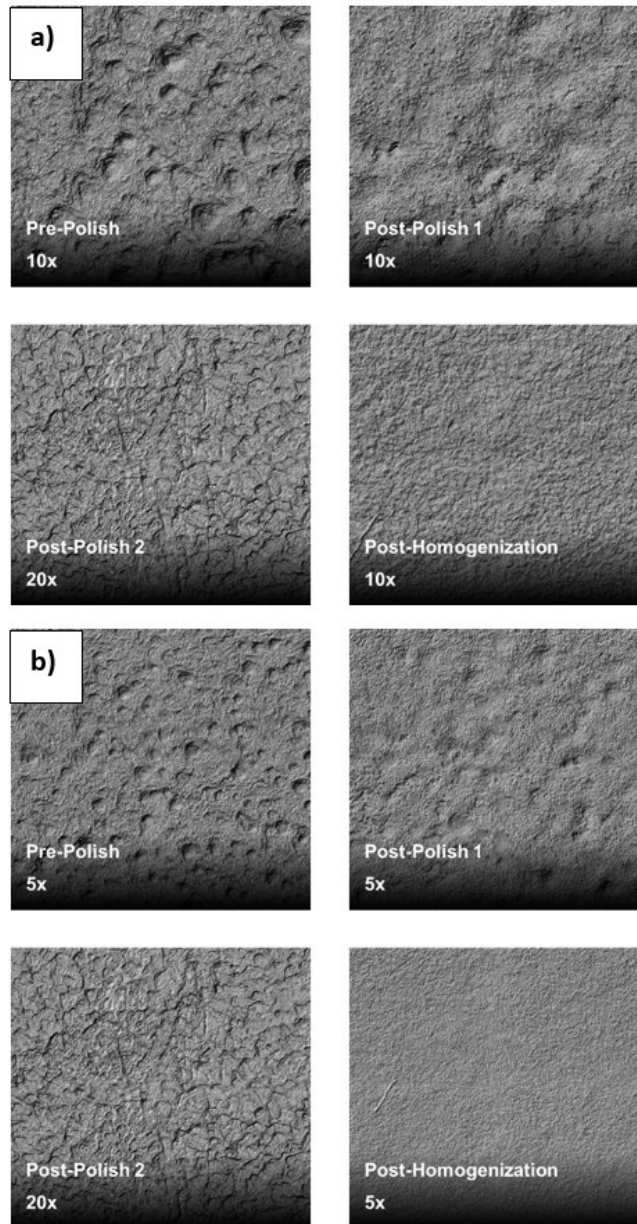 a)
Pre-Polish
10x
Post-Polish 1
10x
Post-Polish 2
20x
Post-Homogenization
10x
b)
Pre-Polish
5x
Post-Polish 1
5x
Post-Polish 2
20x
Post-Homogenization
5x